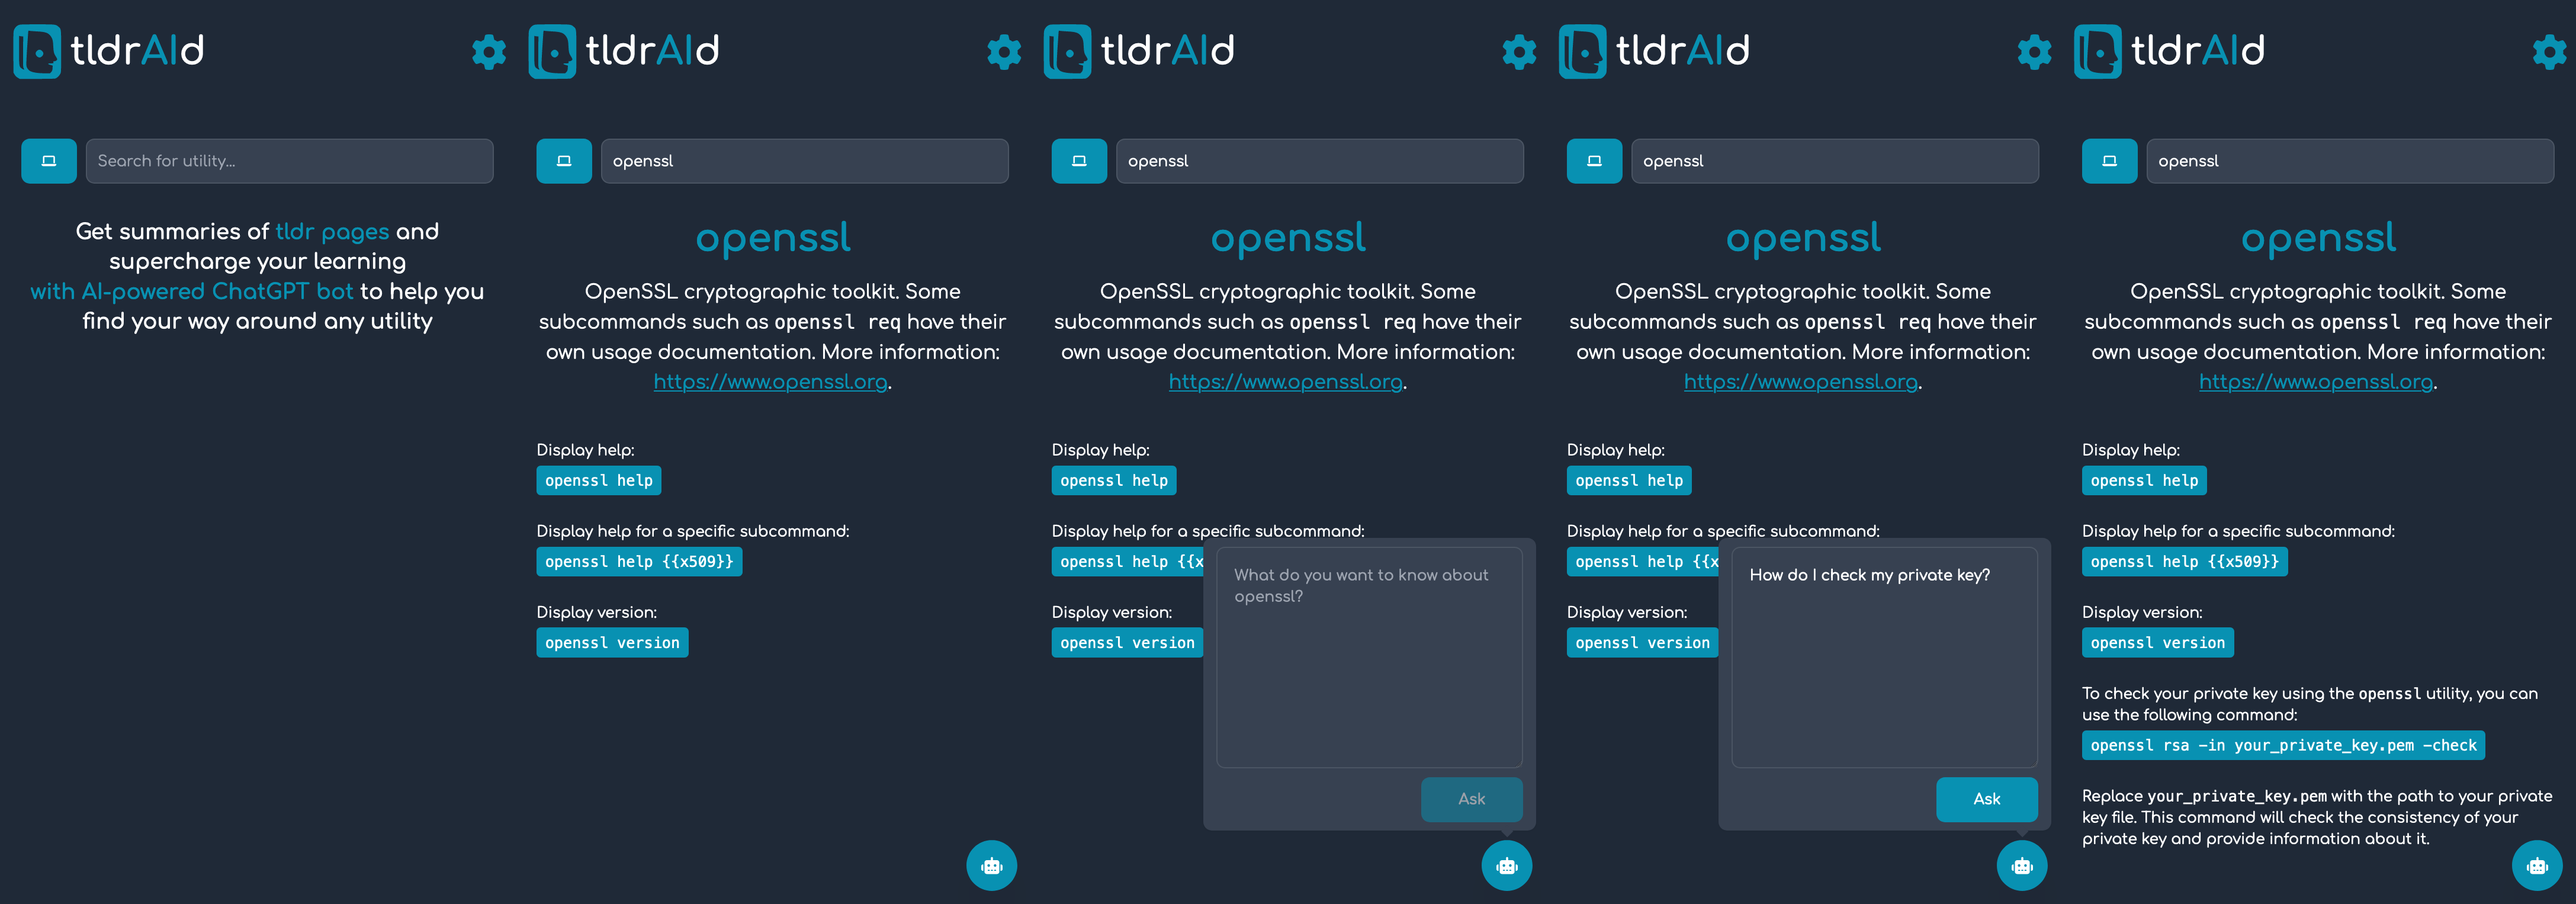 tldrAId
Search for utility...
Get summaries of tldr pages and
supercharge your learning
with AI-powered ChatGPT bot to help you
find your way around any utility
tldrAId
openssl
openssl
OpenSSL cryptographic toolkit. Some
subcommands such as openssl req have their
own usage documentation. More information:
https://www.openssl.org.
Display help:
openssl help
Display help for a specific subcommand:
openssl help {{x509}}
Display version:
openssl version
tldrAId
openssl
openssl
OpenSSL cryptographic toolkit. Some
subcommands such as openssl req have their
own usage documentation. More information:
https://www.openssl.org.
Display help:
openssl help
Display help for a specific subcommand:
openssl help {{x
Display version:
openssl version
What do you want to know about
openssl?
Ask
tldrAId
openssl
openssl
OpenSSL cryptographic toolkit. Some
subcommands such as openssl req have their
own usage documentation. More information:
https://www.openssl.org.
Display help:
openssl help
Display help for a specific subcommand:
openssl help {{x
Display version:
openssl version
How do I check my private key?
Ask
tldrAId
openssl
openssl
OpenSSL cryptographic toolkit. Some
subcommands such as openssl req have their
own usage documentation. More information:
https://www.openssl.org.
Display help:
openssl help
Display help for a specific subcommand:
openssl help {{x509}}
Display version:
openssl version
To check your private key using the openssl utility, you can
use the following command:
openssl rsa -in your_private_key.pem -check
Replace your_private_key.pem with the path to your private
key file. This command will check the consistency of your
private key and provide information about it.